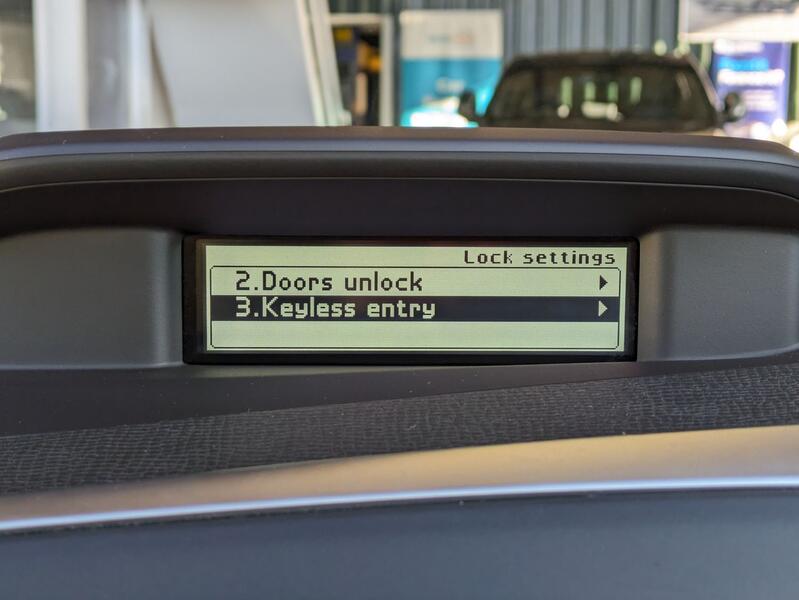 Lock settings
2.Doors unlock
3.Keyless entry